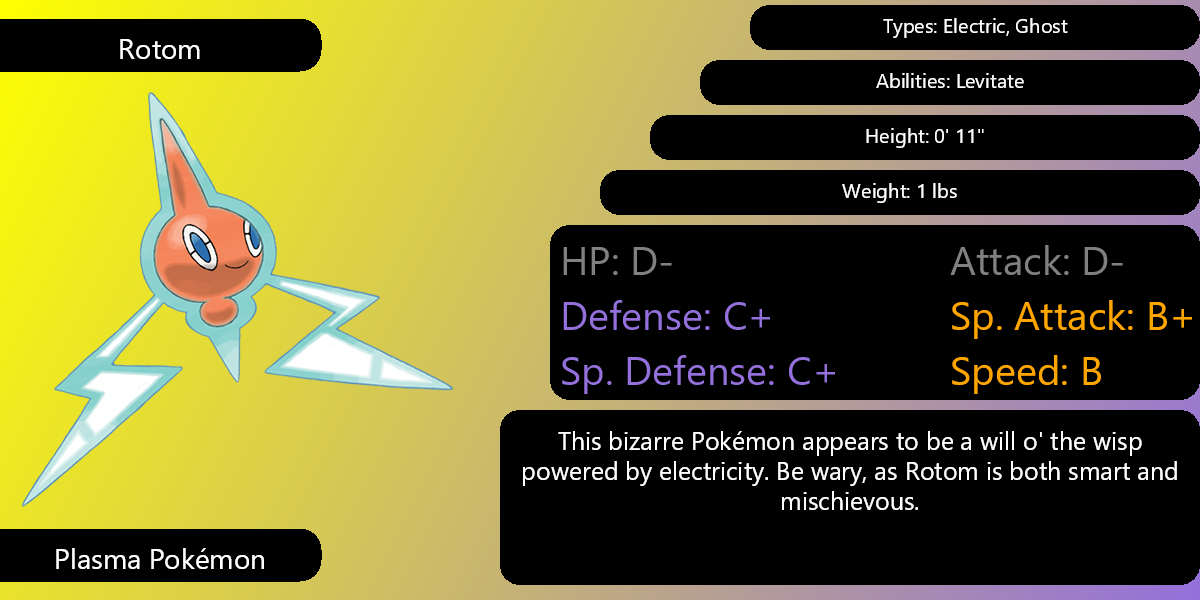 Rotom
Types: Electric, Ghost
Abilities: Levitate
Height: 0' 11"
Weight: 1 lbs
HP: D- Attack: D-
Defense: C+ Sp. Attack: B+
Sp. Defense: C+ Speed: B
This bizarre Pokémon appears to be a will o' the wisp
powered by electricity. Be wary, as Rotom is both smart and
mischievous.
Plasma Pokémon